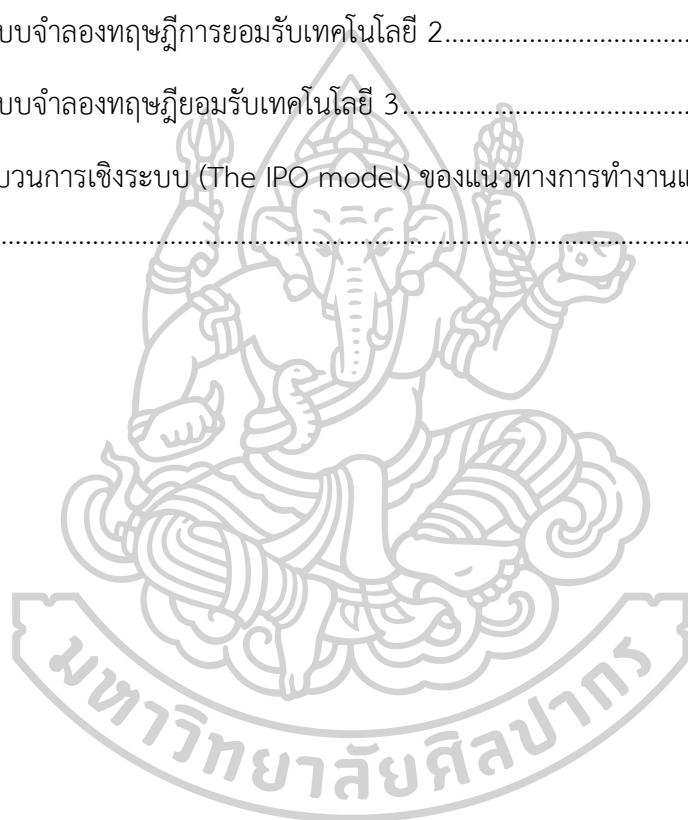 บบจำลองทฤษฎีการยอมรับเทคโนโลยี 2........................................
บบจำลองทฤษฎียอมรับเทคโนโลยี 3..............................................
บวนการเชิงระบบ (The IPO model) ของแนวทางการทำงานแ
....................................................................................................
มหาวิทยาลัยศิลปากร